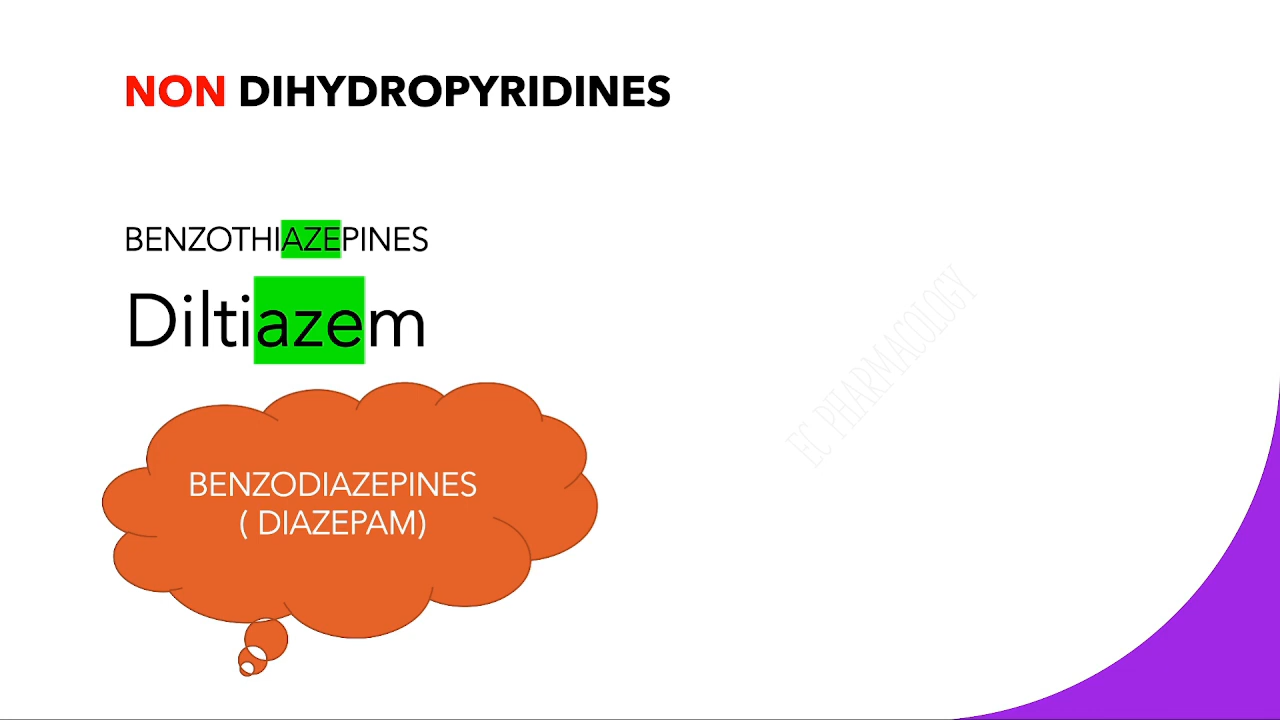 NON DIHYDROPYRIDINES
BENZOTHIAZEPINES
Diltiazem
BENZODIAZEPINES
( DIAZEPAM)
EC PHARMACOLOGY